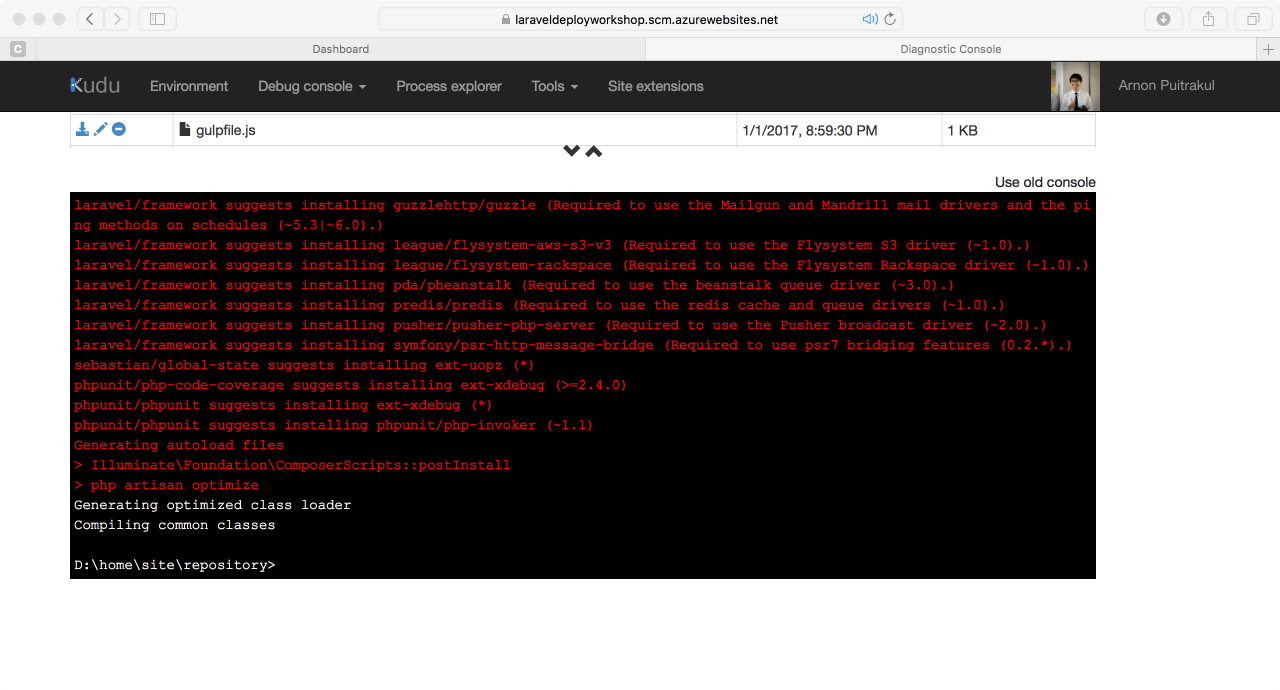 laraveldeployworkshop.scm.azurewebsites.net
C
Dashboard
Diagnostic Console
Kudu
Environment
Debug console
Process explorer
Tools
Site extensions
Arnon Puitrakul
gulpfile.js
1/1/2017, 8:59:30 PM
1 KB
Use old console
laravel/framework suggests installing guzzlehttp/guzzle (Required to use the Mailgun and Mandrill mail drivers and the pi
ng methods on schedules (~5.3|~6.0).)
laravel/framework suggests installing league/flysystem-aws-s3-v3 (Required to use the Flysystem S3 driver (~1.0).)
laravel/framework suggests installing league/flysystem-rackspace (Required to use the Flysystem Rackspace driver (~1.0).)
laravel/framework suggests installing pda/pheanstalk (Required to use the beanstalk queue driver (~3.0).)
laravel/framework suggests installing predis/predis (Required to use the redis cache and queue drivers (~1.0).)
laravel/framework suggests installing pusher/pusher-php-server (Required to use the Pusher broadcast driver (~2.0).)
laravel/framework suggests installing symfony/psr-http-message-bridge (Required to use psr7 bridging features (0.2.*).)
sebastian/global-state suggests installing ext-uopz (*)
phpunit/php-code-coverage suggests installing ext-xdebug (>=2.4.0)
phpunit/phpunit suggests installing ext-xdebug (*)
phpunit/phpunit suggests installing phpunit/php-invoker (~1.1)
Generating autoload files
> Illuminate\Foundation\ComposerScripts::postInstall
> php artisan optimize
Generating optimized class loader
Compiling common classes
D:\home\site\repository>